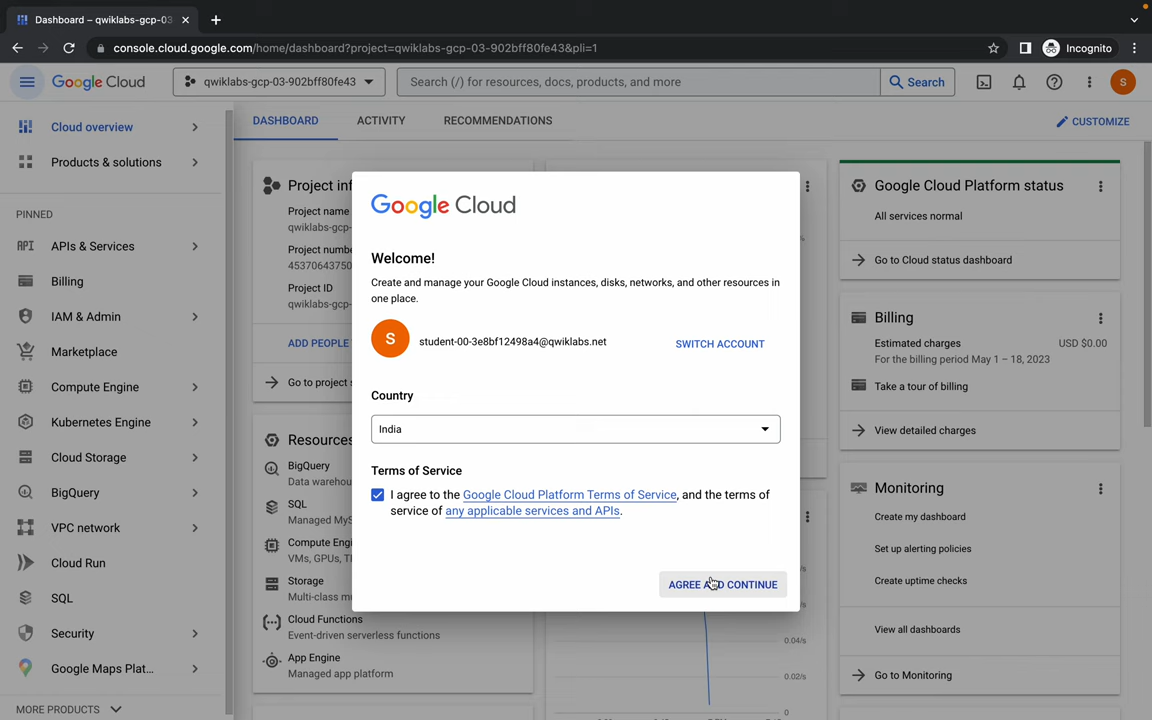 Dashboard – qwiklabs-gcp-03
console.cloud.google.com/home/dashboard?project=qwiklabs-gcp-03-902bff80fe43&pli=1
Incognito
Google Cloud
qwiklabs-gcp-03-902bff80fe43
Search (/) for resources, docs, products, and more
Search
S
Cloud overview
Products & solutions
PINNED
API
APIs & Services
Billing
IAM & Admin
Marketplace
Compute Engine
Kubernetes Engine
Cloud Storage
BigQuery
VPC network
Cloud Run
SQL
Security
Google Maps Plat...
MORE PRODUCTS
DASHBOARD
ACTIVITY
RECOMMENDATIONS
CUSTOMIZE
Project inf
Project name
qwiklabs-gcp-
Project numbe
45370643750
Project ID
qwiklabs-gcp-
ADD PEOPLE
Go to project s
Resources
BigQuery
Data warehou
SQL
Managed MyS
Compute Engi
VMs, GPUs, T
Storage
Multi-class mu
Cloud Functions
Event-driven serverless functions
App Engine
Managed app platform
Google Cloud
Welcome!
Create and manage your Google Cloud instances, disks, networks, and other resources in
one place.
S
student-00-3e8bf12498a4@qwiklabs.net
SWITCH ACCOUNT
Country
India
Terms of Service
I agree to the Google Cloud Platform Terms of Service, and the terms of
service of any applicable services and APIs.
AGREE AND CONTINUE
0.04/s
0.02/s
0
Google Cloud Platform status
All services normal
Go to Cloud status dashboard
Billing
Estimated charges
USD $0.00
For the billing period May 1 – 18, 2023
Take a tour of billing
View detailed charges
Monitoring
Create my dashboard
Set up alerting policies
Create uptime checks
View all dashboards
Go to Monitoring